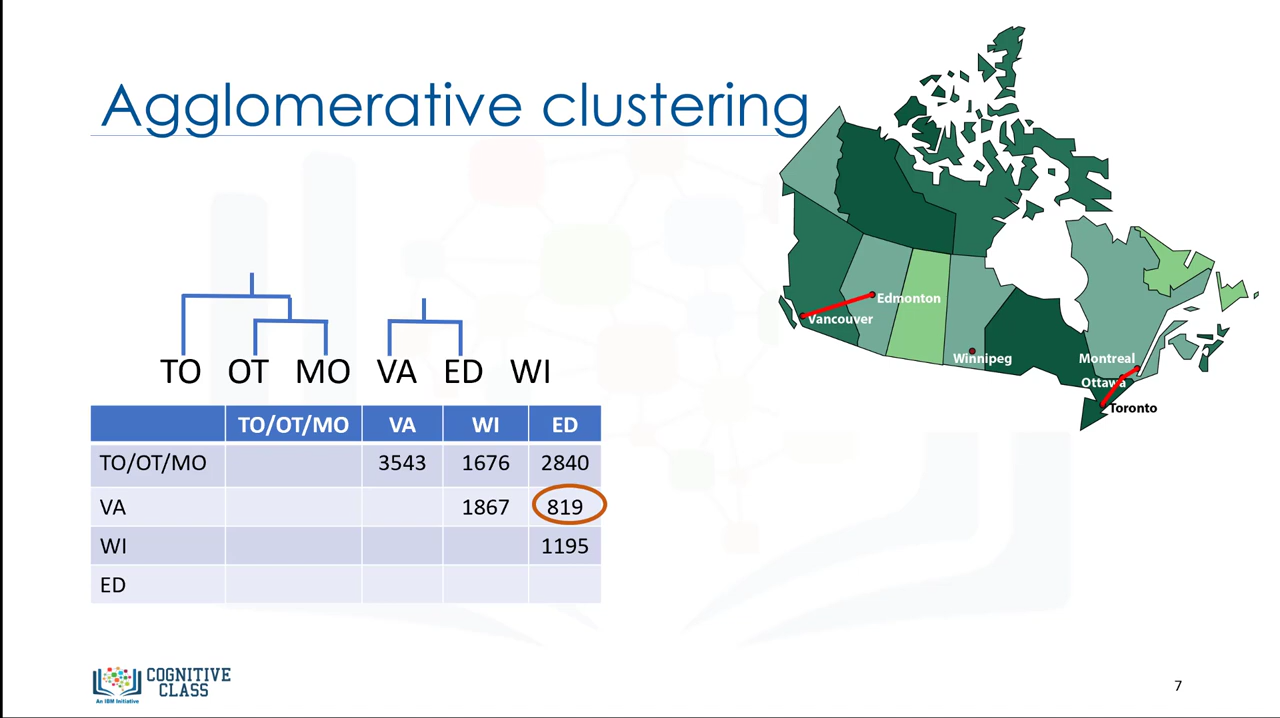 Agglomerative clustering
Edmonton
Vancouver
Winnipeg
Montreal
Ottawa
Toronto
TO OT MO VA ED WI
TO/OT/MO VA WI ED
TO/OT/MO 3543 1676 2840
VA 1867 819
WI 1195
ED
COGNITIVE
CLASS
An IBM Initiative
7